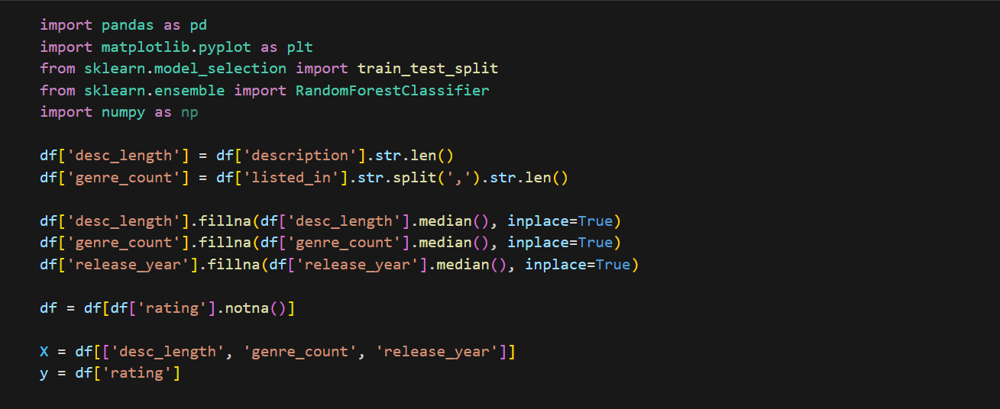 import pandas as pd
import matplotlib.pyplot as plt
from sklearn.model_selection import train_test_split
from sklearn.ensemble import RandomForestClassifier
import numpy as np
df['desc_length'] = df['description'].str.len()
df['genre_count'] = df['listed_in'].str.split(',').str.len()
df['desc_length'].fillna(df['desc_length'].median(), inplace=True)
df['genre_count'].fillna(df['genre_count'].median(), inplace=True)
df['release_year'].fillna(df['release_year'].median(), inplace=True)
df = df[df['rating'].notna()]
X = df[['desc_length', 'genre_count', 'release_year']]
y = df['rating']